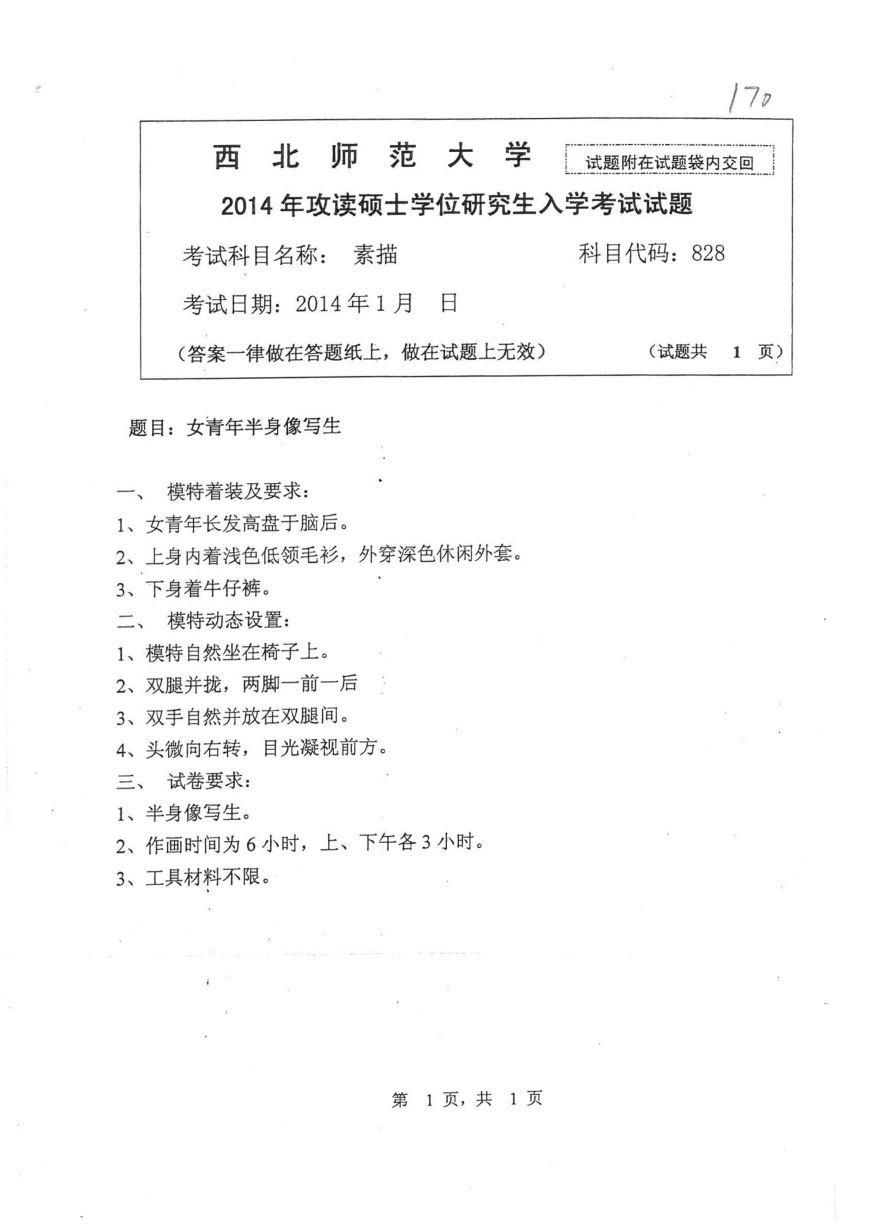 170
西北师范大学 试题附在试题袋内交回
2014年攻读硕士学位研究生入学考试试题
考试科目名称： 素描 科目代码：828
考试日期：2014年1月 日
（答案一律做在答题纸上，做在试题上无效） （试题共 1 页）
题目：女青年半身像写生
一、 模特着装及要求：
1、女青年长发高盘于脑后。
2、上身内着浅色低领毛衫，外穿深色休闲外套。
3、下身着牛仔裤。
二、 模特动态设置：
1、模特自然坐在椅子上。
2、双腿并拢，两脚一前一后
3、双手自然并放在双腿间。
4、头微向右转，目光凝视前方。
三、 试卷要求：
1、半身像写生。
2、作画时间为6小时，上、下午各3小时。
3、工具材料不限。
第 1 页，共 1 页